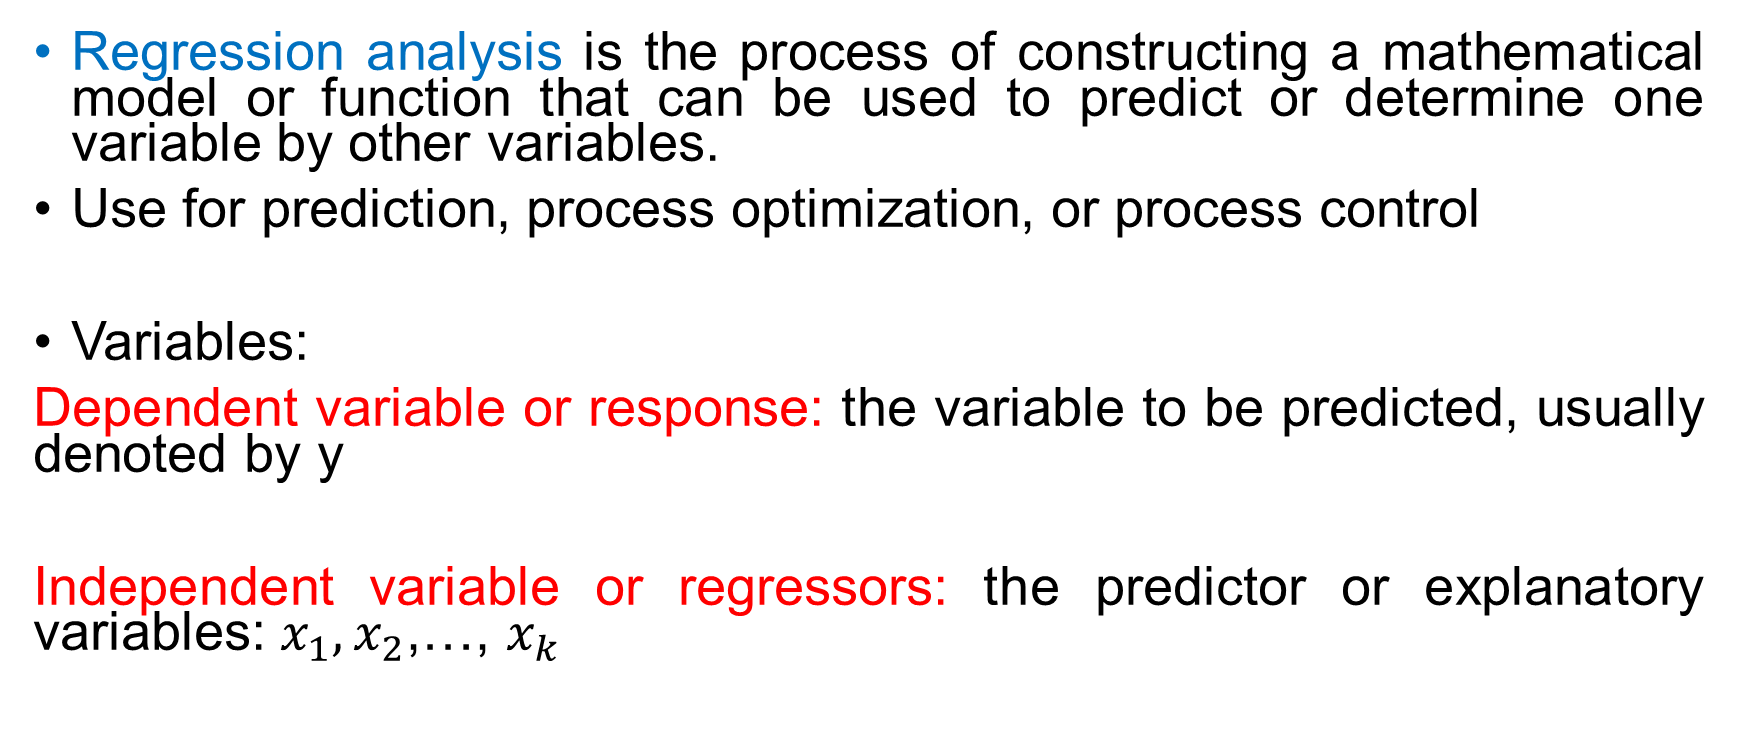 • Regression analysis is the process of constructing a mathematical
model or function that can be used to predict or determine one
variable by other variables.
• Use for prediction, process optimization, or process control
• Variables:
Dependent variable or response: the variable to be predicted, usually
denoted by y
Independent variable or regressors: the predictor or explanatory
variables: x₁, x₂,…, xₖ